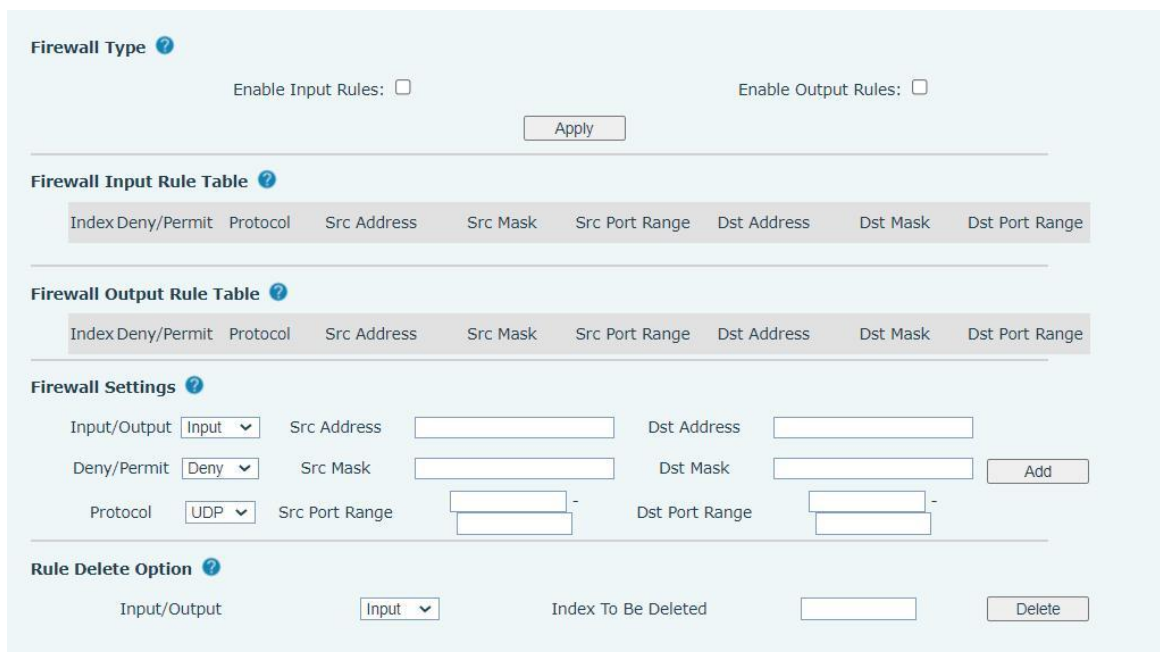 Firewall Type ?
Enable Input Rules: Enable Output Rules:
Apply
Firewall Input Rule Table ?
Index Deny/Permit Protocol Src Address Src Mask Src Port Range Dst Address Dst Mask Dst Port Range
Firewall Output Rule Table ?
Index Deny/Permit Protocol Src Address Src Mask Src Port Range Dst Address Dst Mask Dst Port Range
Firewall Settings ?
Input/Output Input Src Address Dst Address
Deny/Permit Deny Src Mask Dst Mask Add
Protocol UDP Src Port Range - Dst Port Range -
Rule Delete Option ?
Input/Output Input Index To Be Deleted Delete